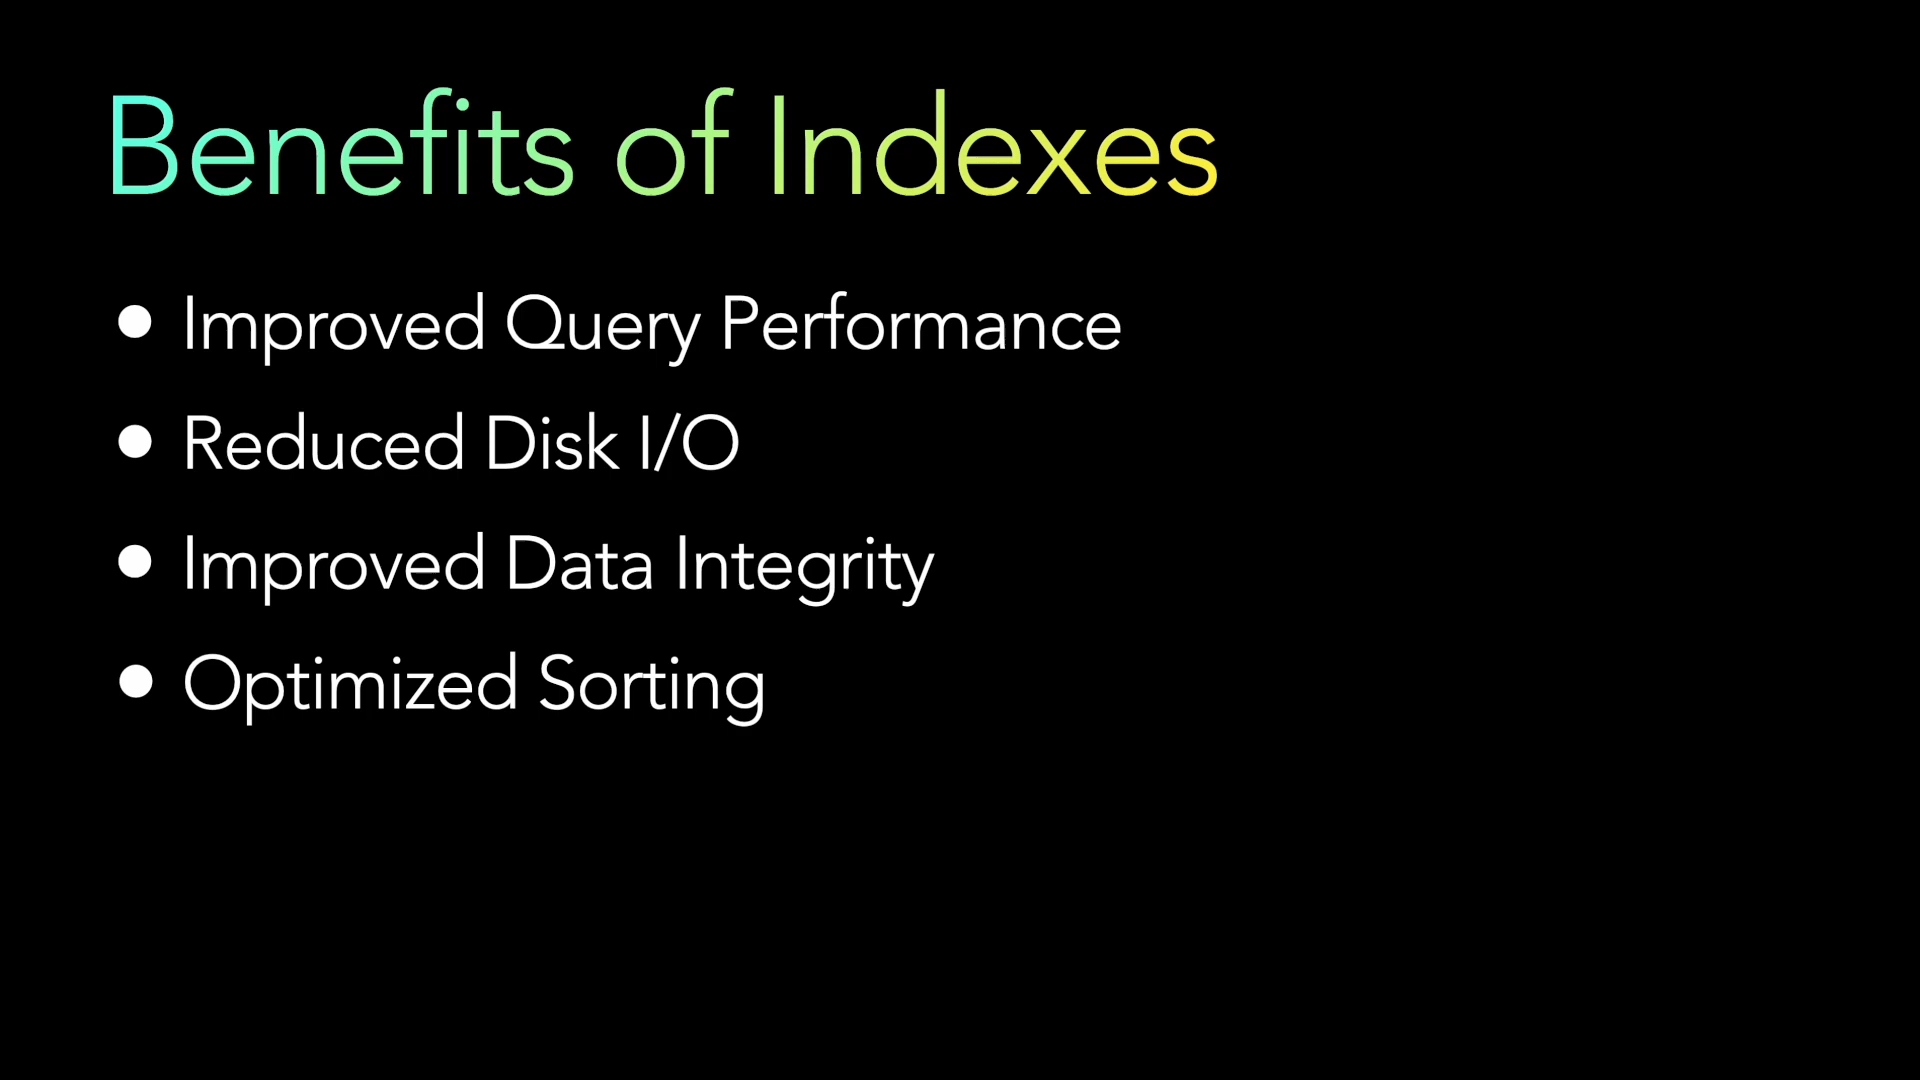 Benefits of Indexes
• Improved Query Performance
• Reduced Disk I/O
• Improved Data Integrity
• Optimized Sorting